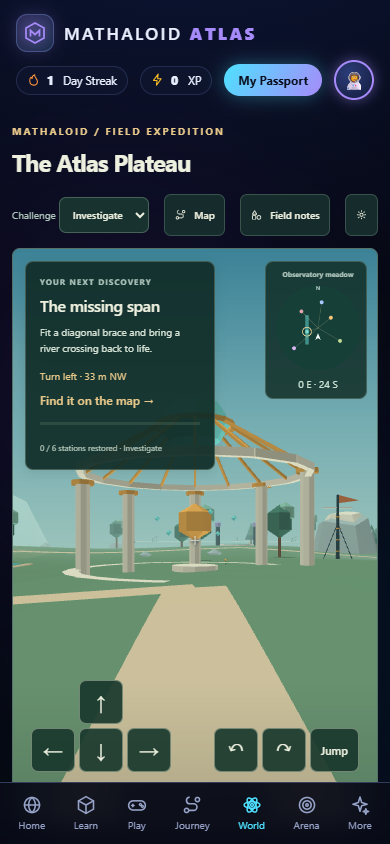 MATHALOID ATLAS
1 Day Streak
0 XP
My Passport
MATHALOID / FIELD EXPEDITION
The Atlas Plateau
Challenge
Investigate
Map
Field notes
YOUR NEXT DISCOVERY
The missing span
Fit a diagonal brace and bring a
river crossing back to life.
Turn left · 33 m NW
Find it on the map →
0 / 6 stations restored · Investigate
Observatory meadow
N
0 E · 24 S
↑
← ↓ →
Jump
Home
Learn
Play
Journey
World
Arena
More